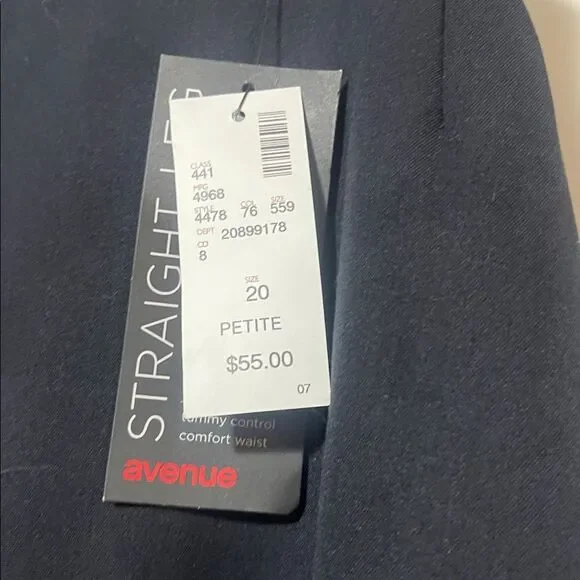 STRAIGHT LEG
CLASS
441
MFG
4968
STYLE COL SIZE
4478 76 559
DEPT 20899178
CD
8
SIZE
20
PETITE
$55.00
07
tummy control
comfort waist
avenue